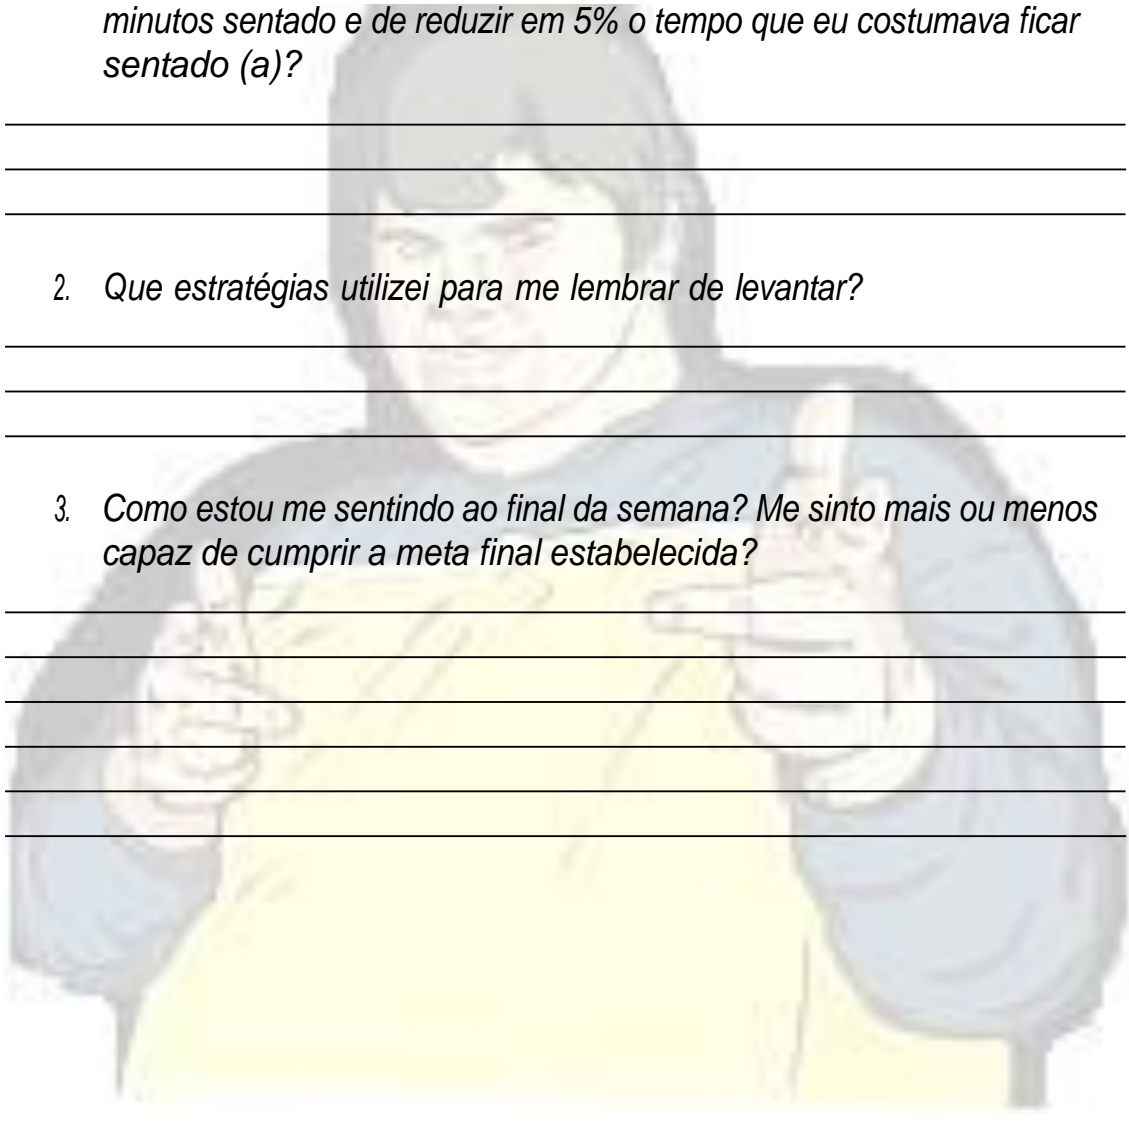 minutos sentado e de reduzir em 5% o tempo que eu costumava ficar
sentado (a)?
2. Que estratégias utilizei para me lembrar de levantar?
3. Como estou me sentindo ao final da semana? Me sinto mais ou menos
capaz de cumprir a meta final estabelecida?